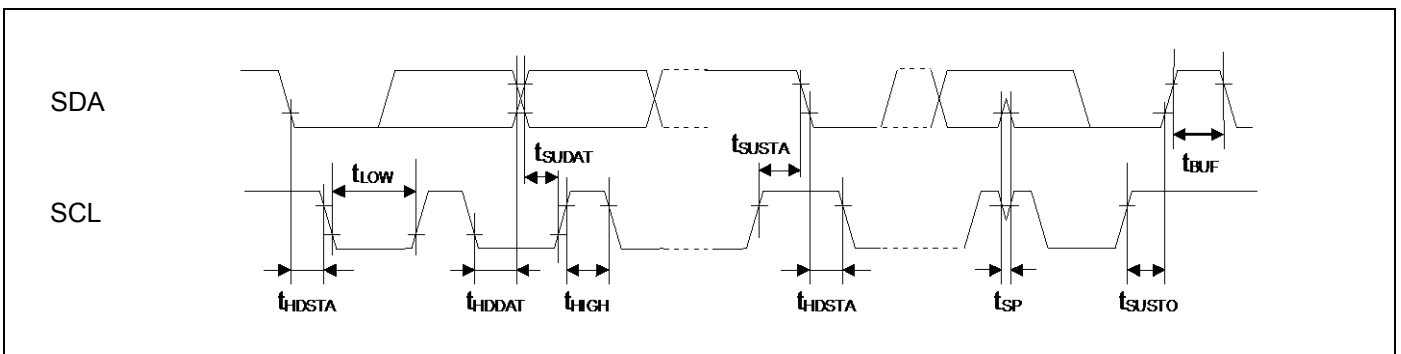 SDA
tSUDAT
tSUSTA
tBUF
tLOW
SCL
tHDSTA
tHDDAT
tHIGH
tHDSTA
tSP
tSUSTO